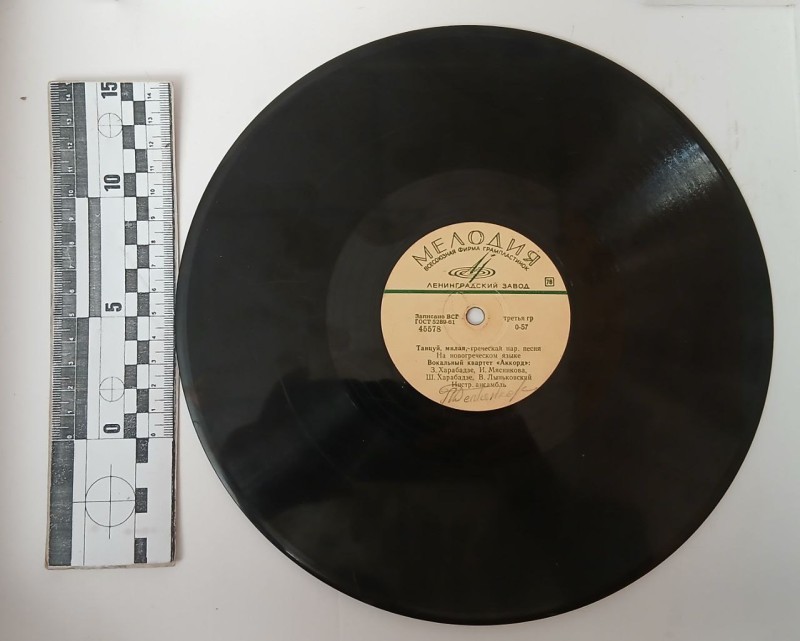 МЕЛОДИЯ
ВСЕСОЮЗНАЯ ФИРМА ГРАМПЛАСТИНОК
ЛЕНИНГРАДСКИЙ ЗАВОД
78
Записано ВСГ
ГОСТ 5289-61
45578
третья гр
0-57
Танцуй, милая,-греческая нар. песня
На новогреческом языке
Вокальный квартет «Аккорд»:
З. Харабадзе, И. Мясникова,
Ш. Харабадзе, В. Лыньковский
Инстр. ансамбль
15
10
5
0